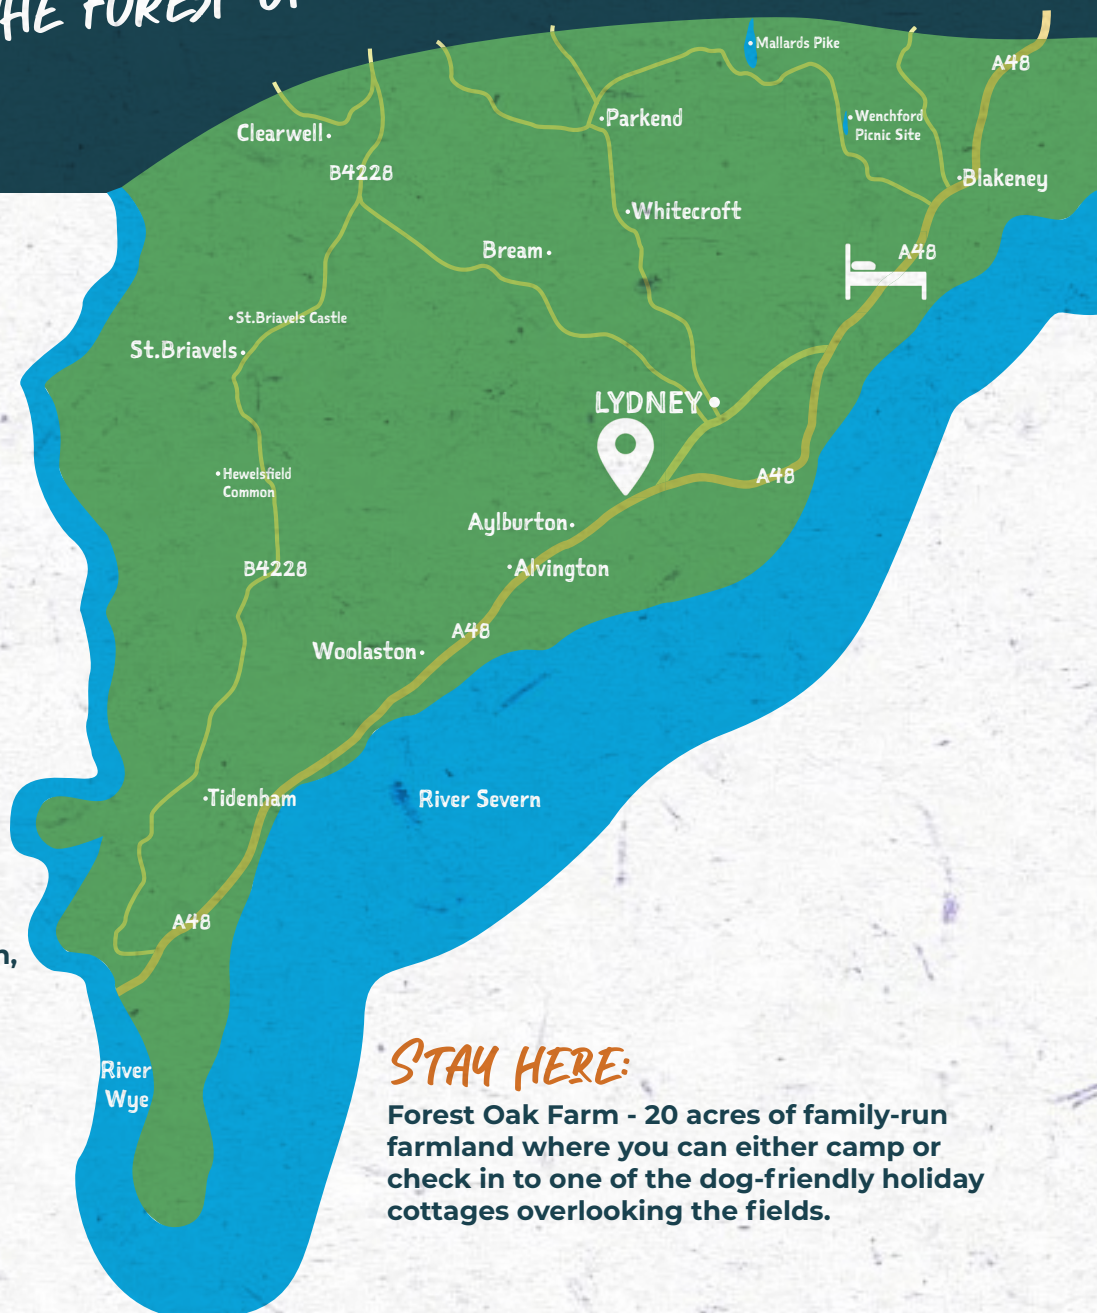 THE FOREST OF
Mallards Pike
A48
Clearwell
Parkend
Wenchford
Picnic Site
B4228
Blakeney
Whitecroft
Bream
A48
St.Briavels Castle
St.Briavels
LYDNEY
Hewelsfield
Common
A48
Aylburton
Alvington
B4228
A48
Woolaston
Tidenham
River Severn
A48
n,
River
Wye
STAY HERE:
Forest Oak Farm - 20 acres of family-run
farmland where you can either camp or
check in to one of the dog-friendly holiday
cottages overlooking the fields.